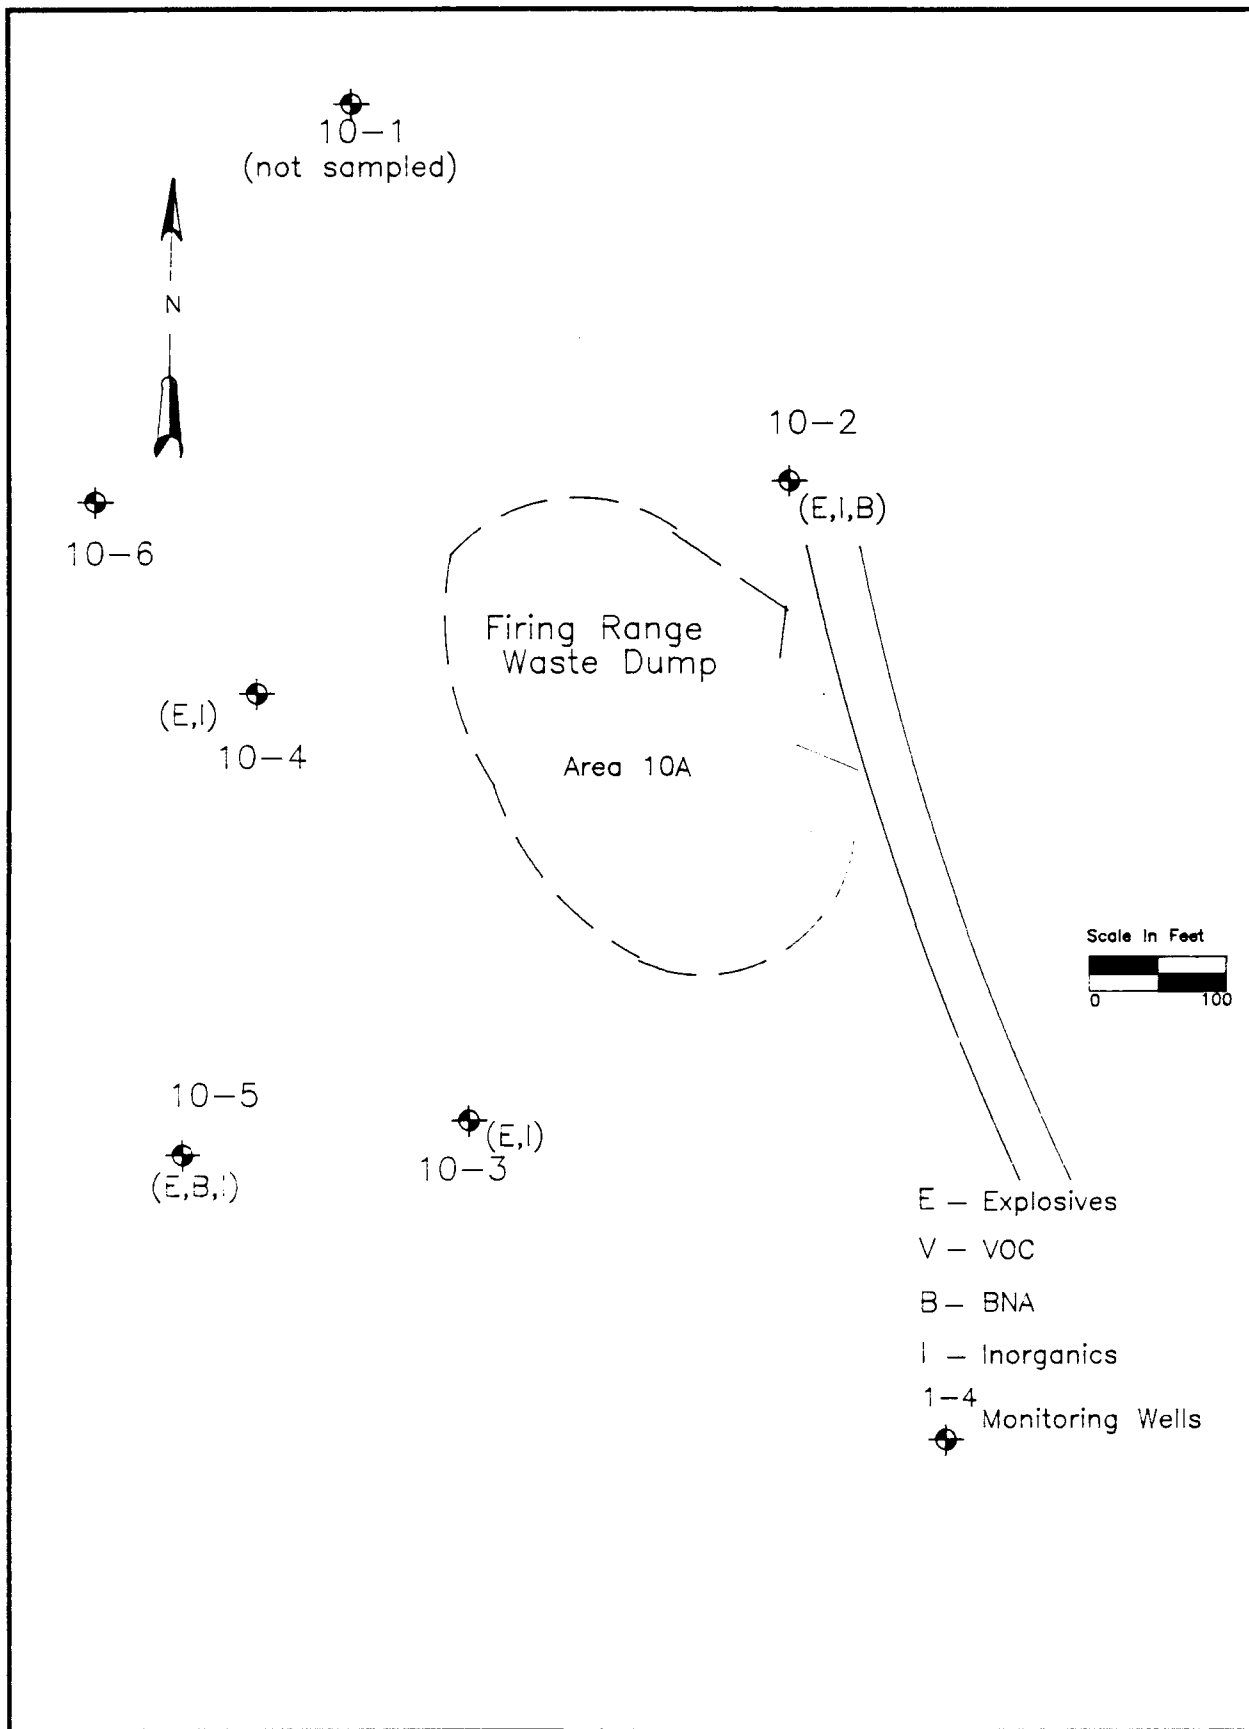 10-1
(not sampled)
N
10-2
(E,I,B)
10-6
Firing Range
Waste Dump
(E,I)
10-4
Area 10A
Scale In Feet
0 100
10-5
(E,B,I)
(E,I)
10-3
E - Explosives
V - VOC
B - BNA
I - Inorganics
1-4
Monitoring Wells